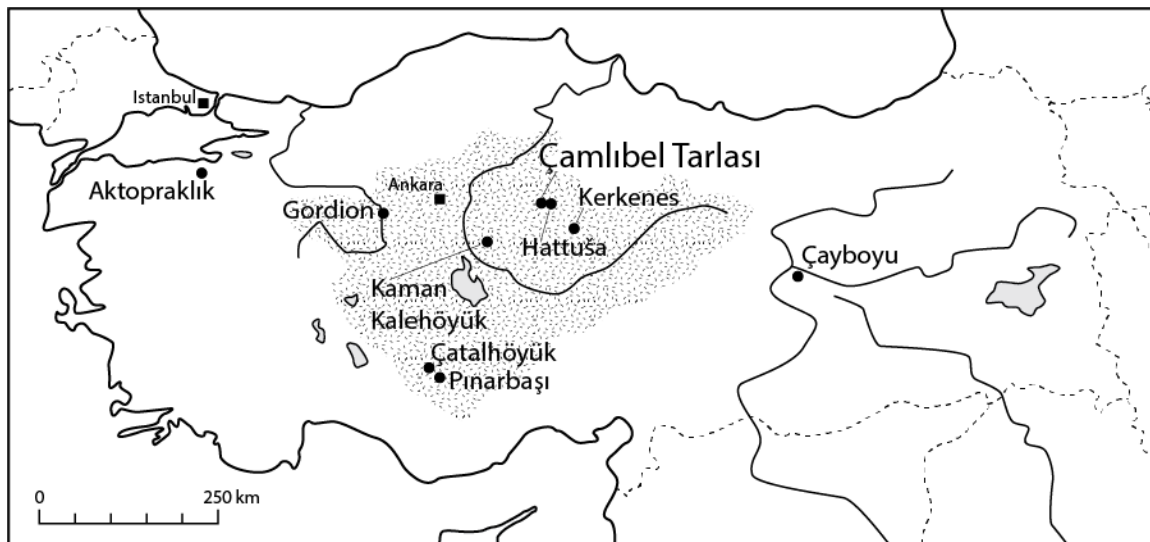 Istanbul
Aktopraklık
Gordion
Ankara
Çamlıbel Tarlası
Kerkenes
Hattuša
Kaman
Kalehöyük
Çatalhöyük
Pınarbaşı
Çayboyu
0 250 km